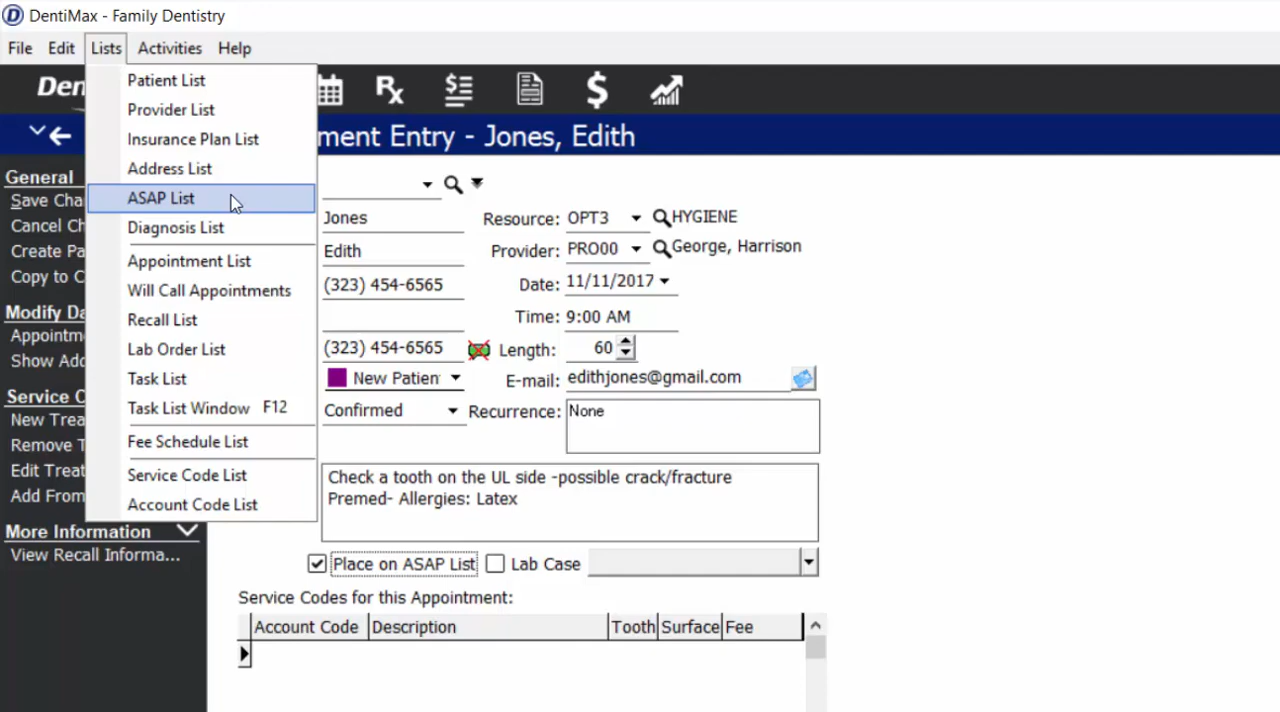 DentiMax - Family Dentistry
File Edit Lists Activities Help
Den
Rx
ment Entry - Jones, Edith
Patient List
Provider List
Insurance Plan List
Address List
ASAP List
Diagnosis List
Appointment List
Will Call Appointments
Recall List
Lab Order List
Task List
Task List Window F12
Fee Schedule List
Service Code List
Account Code List
General
Save Cha
Cancel Ch
Create Pa
Copy to C
Modify Da
Appointm
Show Add
Service C
New Trea
Remove T
Edit Treat
Add From
More Information
View Recall Informa...
Jones Resource: OPT3 HYGIENE
Edith Provider: PRO00 George, Harrison
(323) 454-6565 Date: 11/11/2017
Time: 9:00 AM
(323) 454-6565 Length: 60
New Patien E-mail: edithjones@gmail.com
Confirmed Recurrence: None
Check a tooth on the UL side -possible crack/fracture
Premed- Allergies: Latex
Place on ASAP List Lab Case
Service Codes for this Appointment:
Account Code Description Tooth Surface Fee